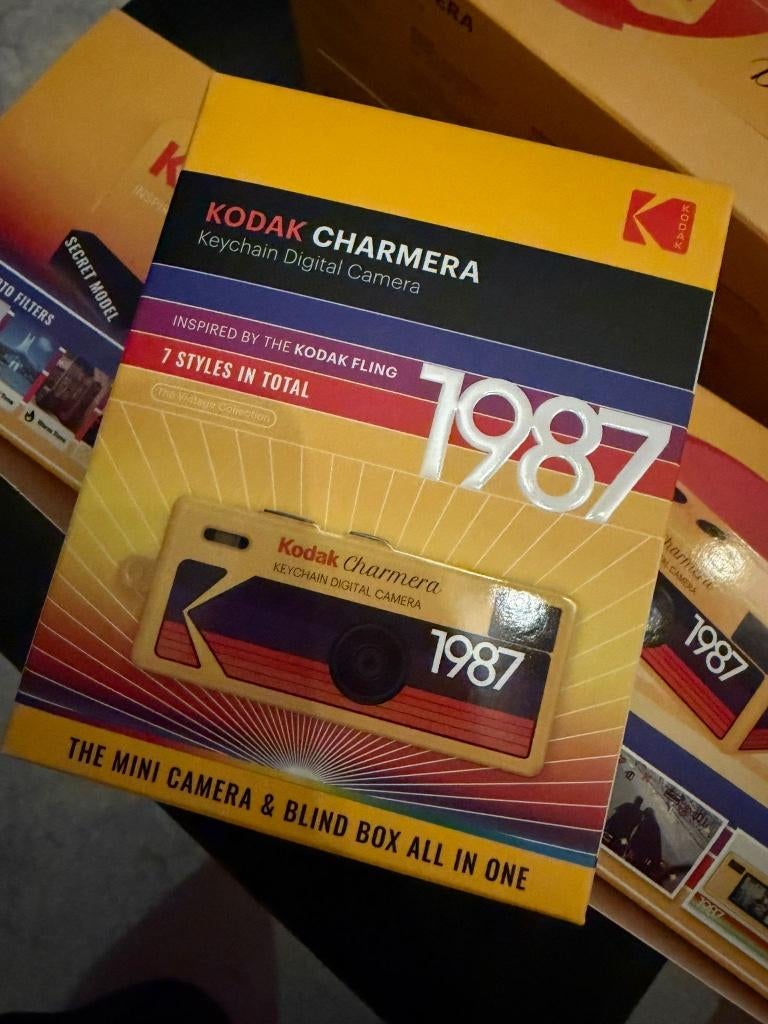 KODAK CHARMERA
Keychain Digital Camera
KODAK
INSPIRED BY THE KODAK FLING
7 STYLES IN TOTAL
The Vintage Collection
1987
Kodak Charmera
KEYCHAIN DIGITAL CAMERA
1987
THE MINI CAMERA & BLIND BOX ALL IN ONE
SECRET MODEL
FILTERS
1987